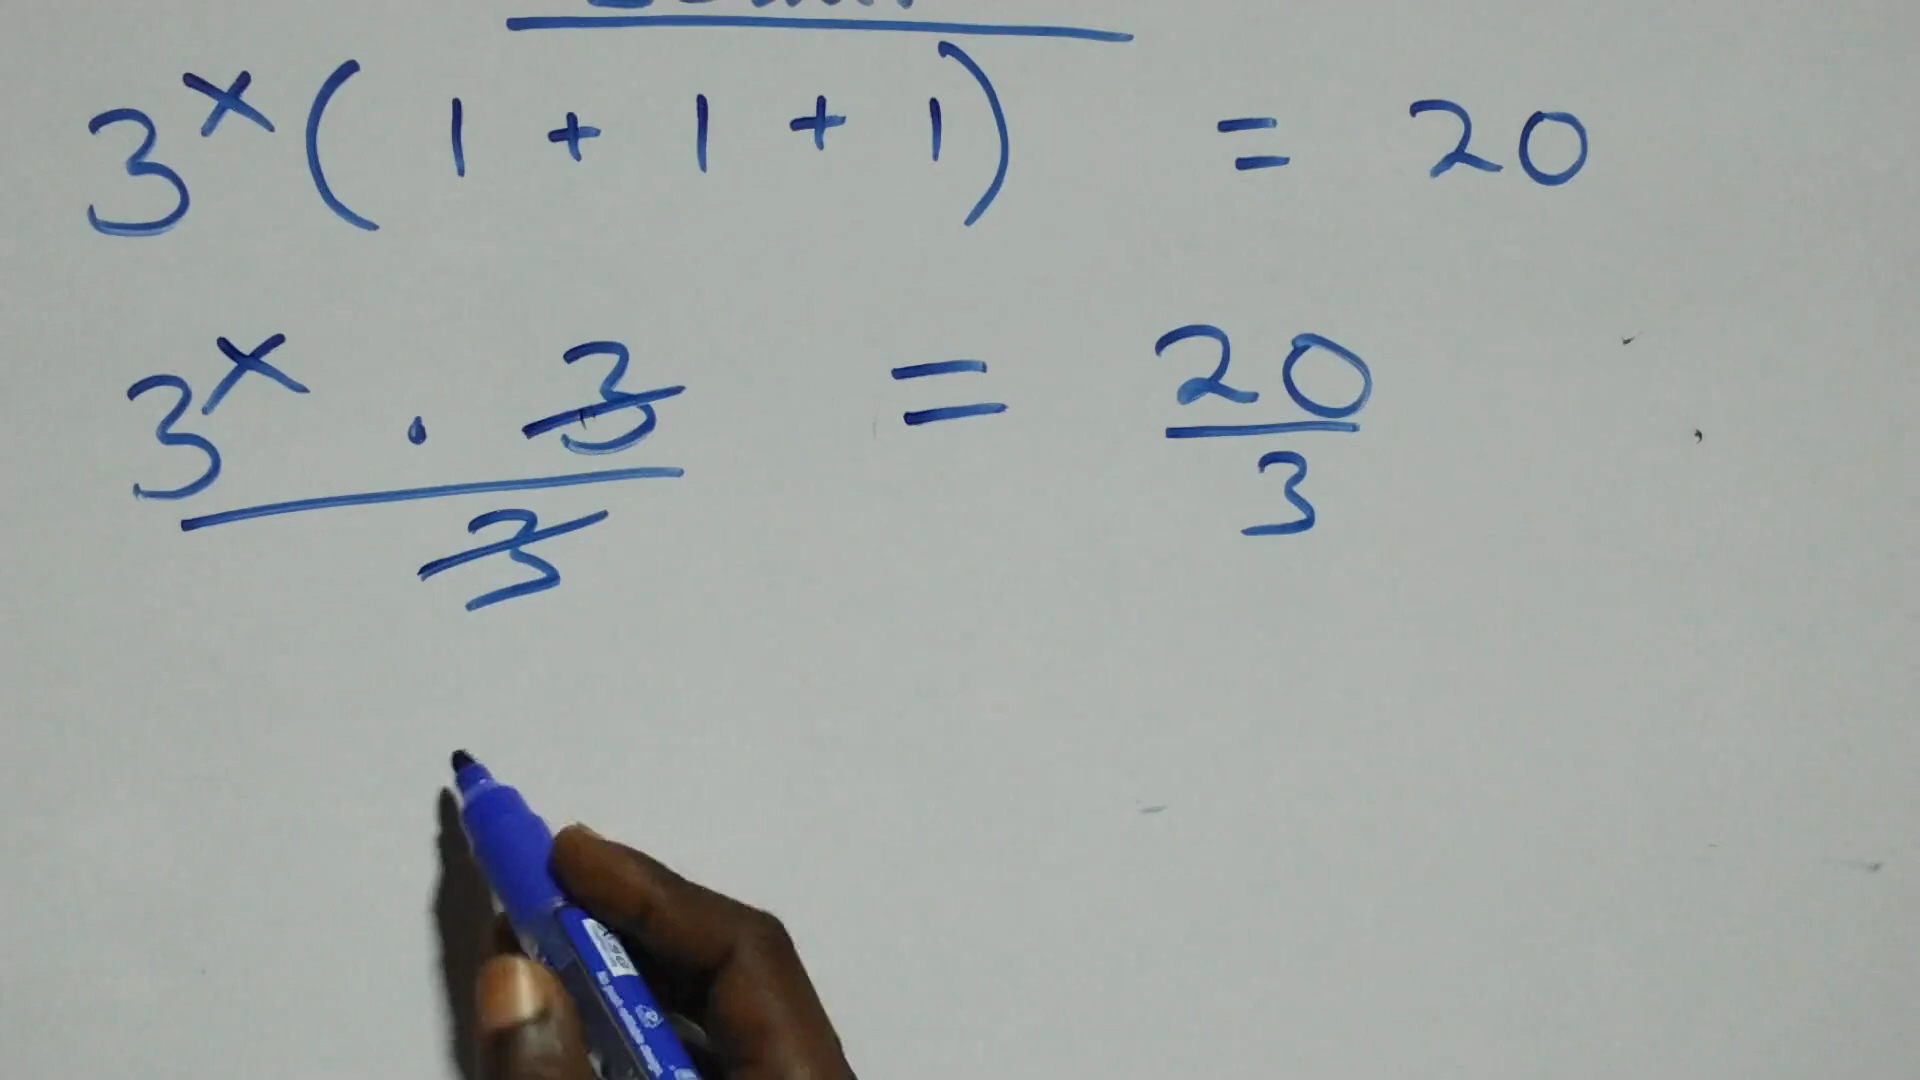 3^x (1 + 1 + 1) = 20
3^x · 3 / 3 = 20 / 3